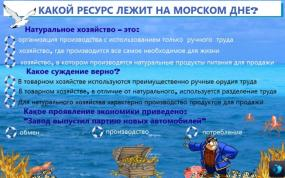 КАКОЙ РЕСУРС ЛЕЖИТ НА МОРСКОМ ДНЕ?
Натуральное хозяйство – это:
организация производства с использованием только ручного труда
хозяйство, где производится все самое необходимое для жизни
хозяйство, в котором производятся натуральные продукты питания для продажи
Какое суждение верно?
В товарном хозяйстве используются преимущественно ручные орудия труда
В товарном хозяйстве, в отличие от натурального, используется разделение труда
Для натурального хозяйства характерно производство продуктов для продажи
Какое проявление экономики приведено:
"Завод выпустил партию новых автомобилей"
обмен производство потребление